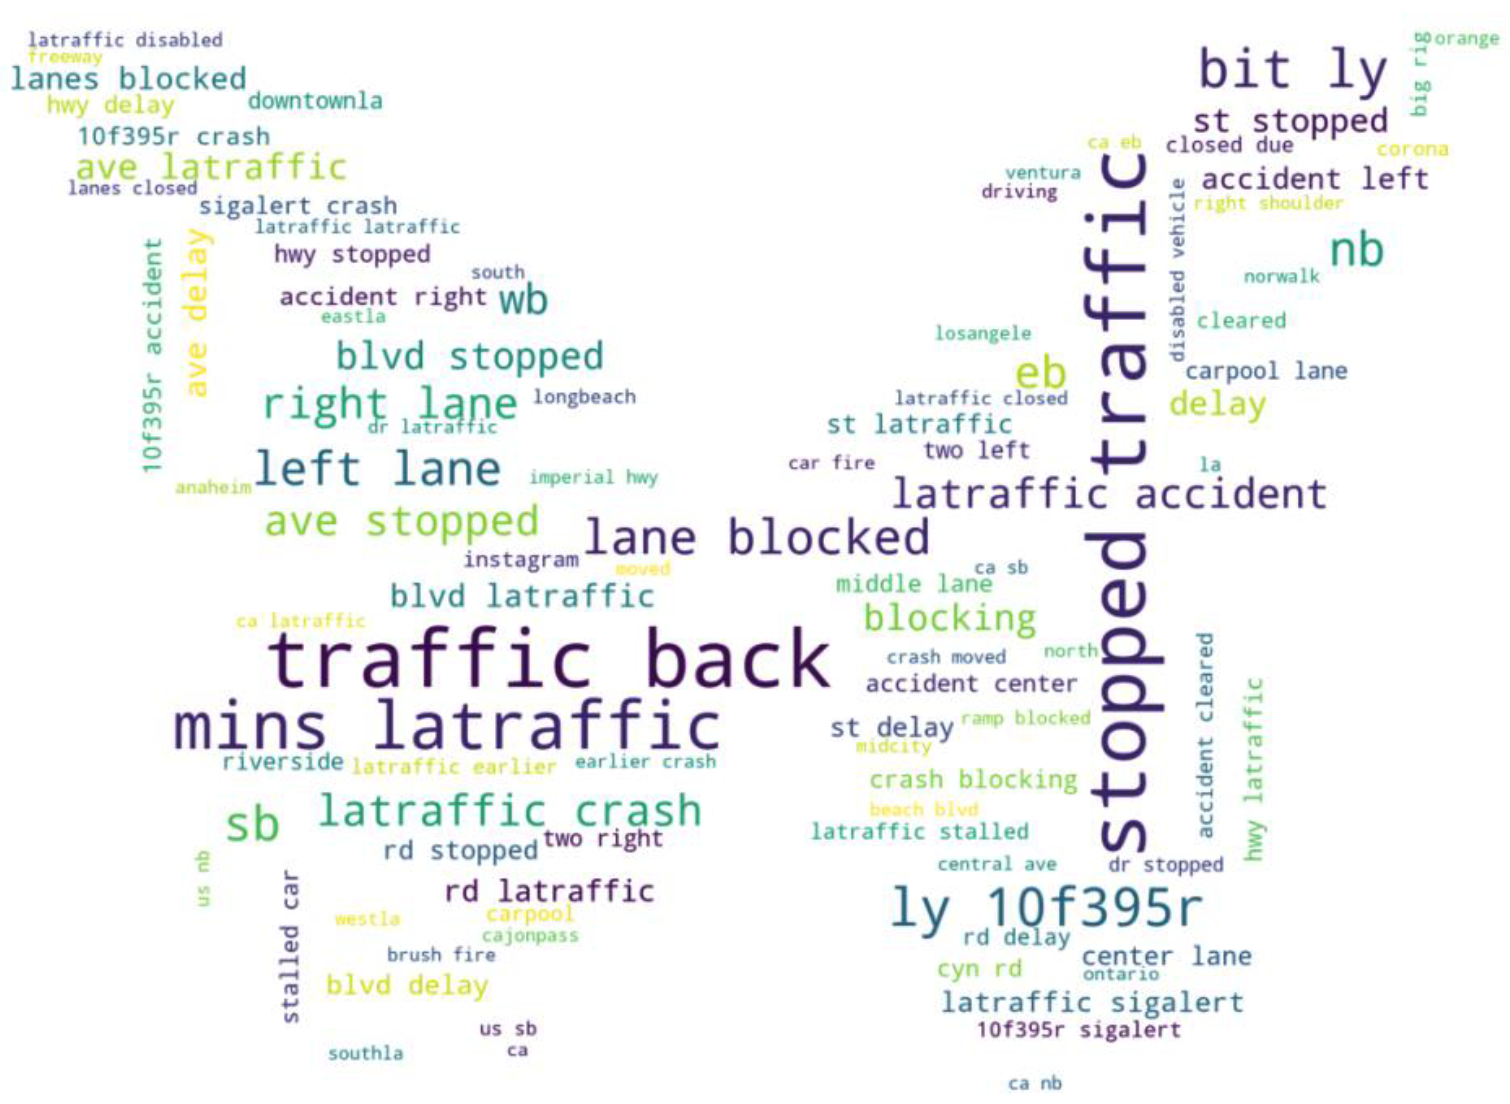 latraffic disabled
freeway
lanes blocked
hwy delay
downtownla
10f395r crash
ave latraffic
lanes closed
sigalert crash
latraffic latraffic
10f395r accident
ave delay
hwy stopped
south
accident right
wb
eastla
blvd stopped
right lane
longbeach
dr latraffic
left lane
imperial hwy
anaheim
ave stopped
lane blocked
instagram
moved
blvd latraffic
ca latraffic
traffic back
mins latraffic
riverside
latraffic earlier
earlier crash
sb
latraffic crash
two right
rd stopped
us nb
stalled car
rd latraffic
westla
carpool
cajonpass
brush fire
blvd delay
us sb
ca
southla
big rig
orange
bit ly
st stopped
ca eb
closed due
corona
ventura
driving
accident left
right shoulder
disabled vehicle
nb
norwalk
cleared
losangele
eb
carpool lane
latraffic closed
delay
st latraffic
two left
car fire
la
latraffic accident
stopped traffic
ca sb
middle lane
blocking
crash moved
north
accident center
st delay
ramp blocked
midcity
accident cleared
hwy latraffic
crash blocking
beach blvd
latraffic stalled
central ave
dr stopped
ly 10f395r
rd delay
center lane
cyn rd
ontario
latraffic sigalert
10f395r sigalert
ca nb